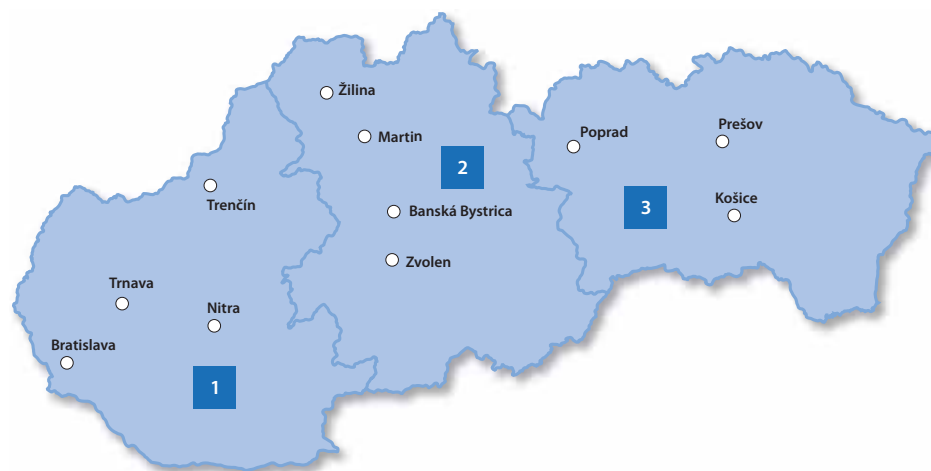 Žilina
Martin
Poprad
Prešov
2
Trenčín
Banská Bystrica
3
Košice
Zvolen
Trnava
Nitra
Bratislava
1